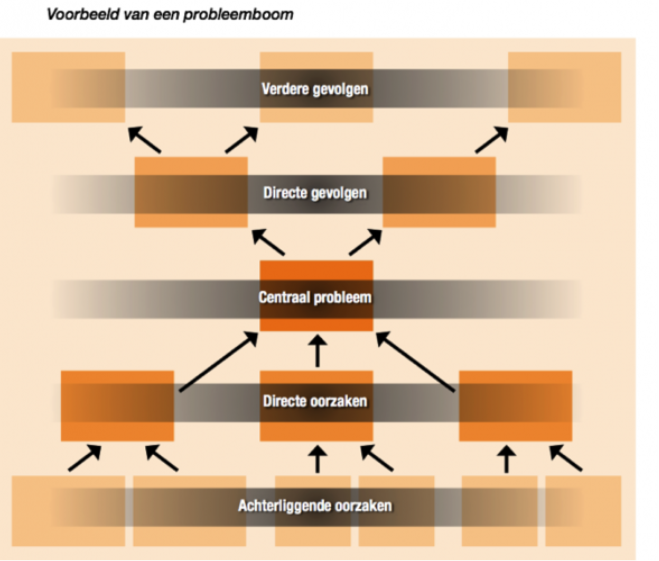 Voorbeeld van een probleemboom
Verdere gevolgen
Directe gevolgen
Centraal probleem
Directe oorzaken
Achterliggende oorzaken